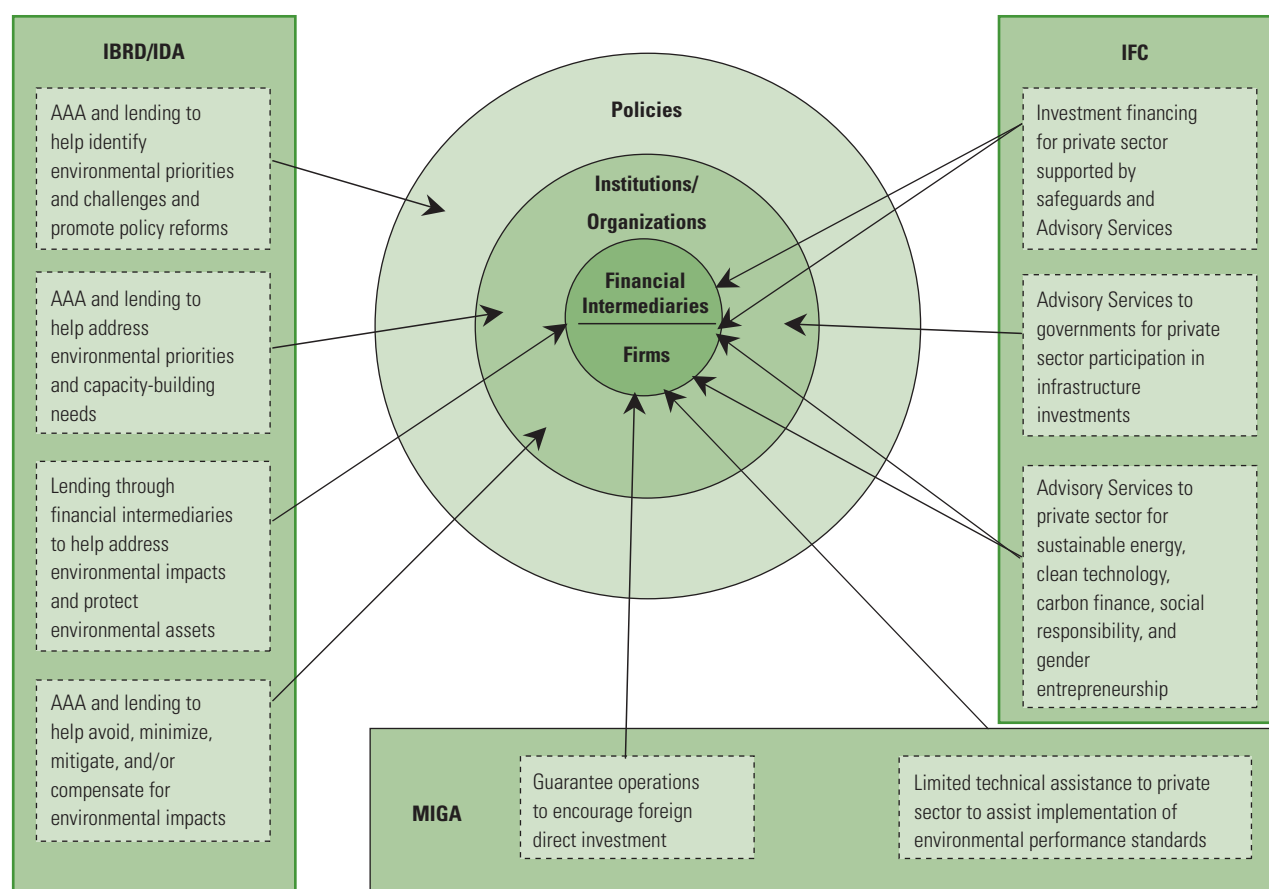 IBRD/IDA
AAA and lending to
help identify
environmental priorities
and challenges and
promote policy reforms
AAA and lending to
help address
environmental priorities
and capacity-building
needs
Lending through
financial intermediaries
to help address
environmental impacts
and protect
environmental assets
AAA and lending to
help avoid, minimize,
mitigate, and/or
compensate for
environmental impacts
Policies
Institutions/
Organizations
Financial
Intermediaries
Firms
IFC
Investment financing
for private sector
supported by
safeguards and
Advisory Services
Advisory Services to
governments for private
sector participation in
infrastructure
investments
Advisory Services to
private sector for
sustainable energy,
clean technology,
carbon finance, social
responsibility, and
gender
entrepreneurship
MIGA
Guarantee operations
to encourage foreign
direct investment
Limited technical assistance to private
sector to assist implementation of
environmental performance standards